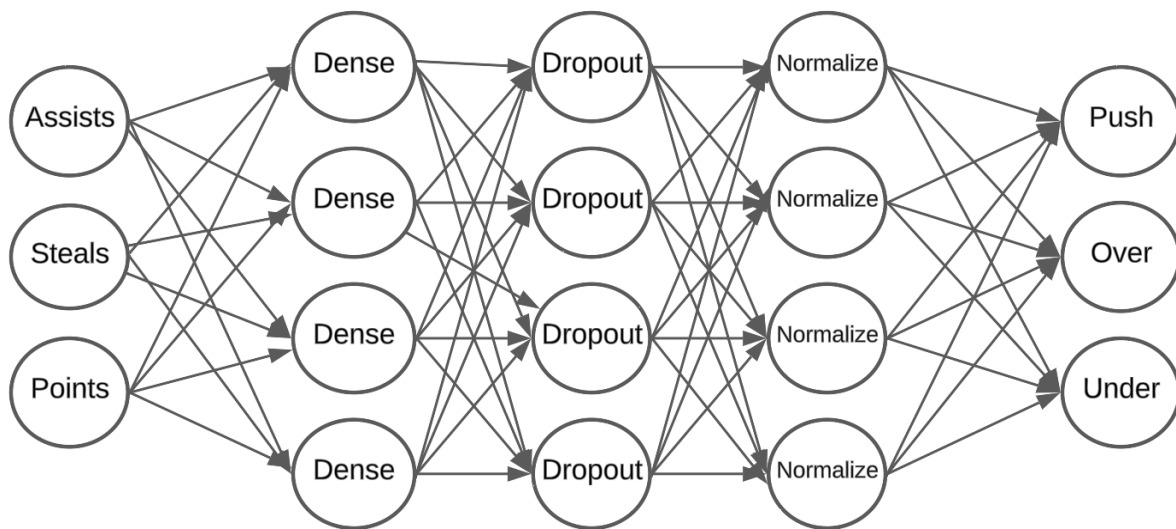 Assists
Steals
Points
Dense
Dense
Dense
Dense
Dropout
Dropout
Dropout
Dropout
Normalize
Normalize
Normalize
Normalize
Push
Over
Under